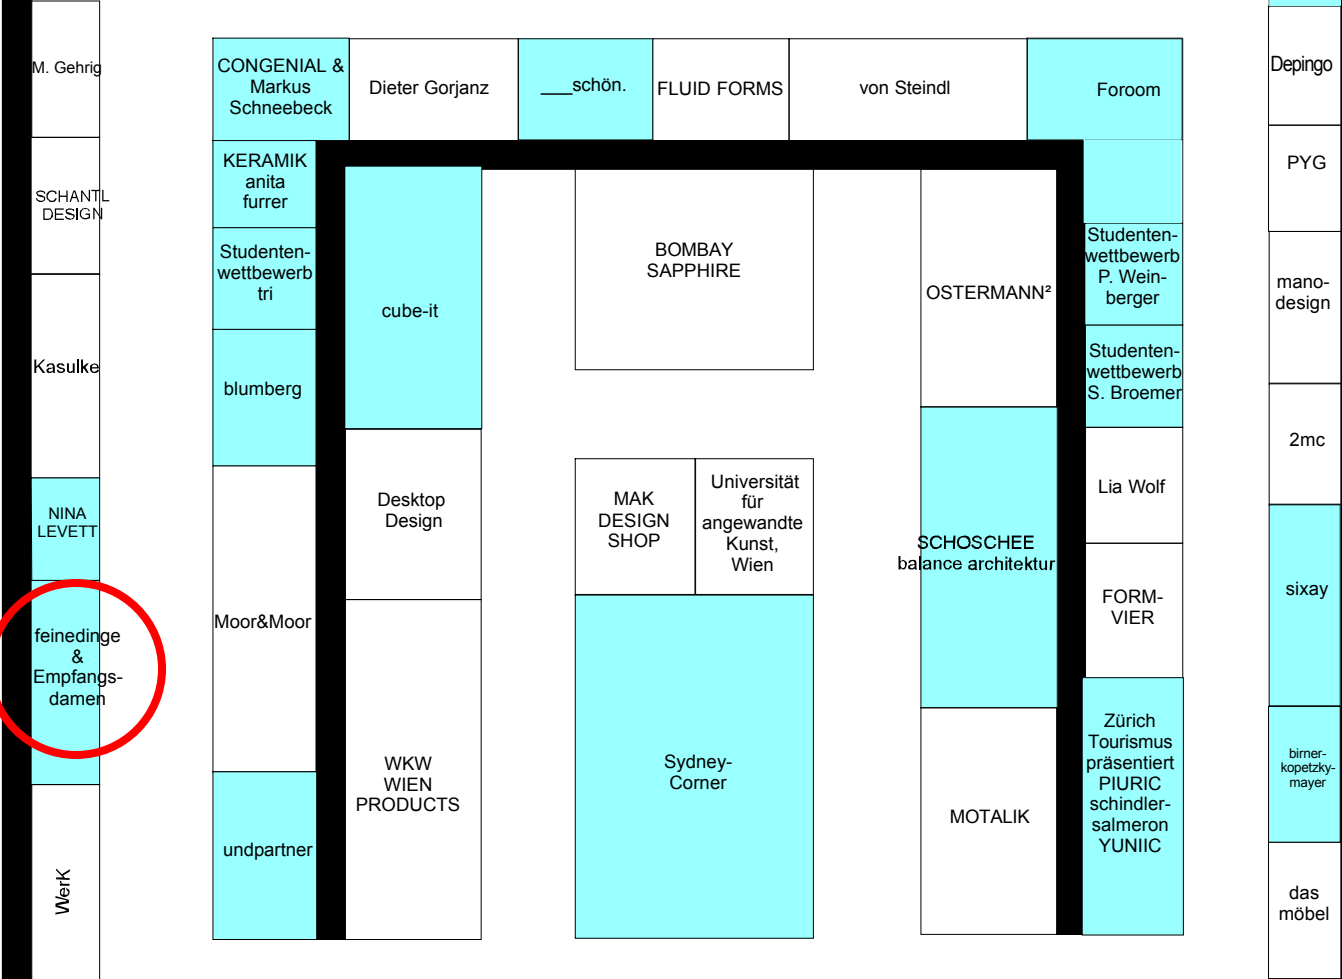 M. Gehrig
SCHANTL
DESIGN
Kasulke
NINA
LEVETT
feinedinge
&
Empfangs-
damen
WerK
CONGENIAL &
Markus
Schneebeck
Dieter Gorjanz
___schön.
FLUID FORMS
von Steindl
Foroom
KERAMIK
anita
furrer
Studenten-
wettbewerb
tri
blumberg
Moor&Moor
undpartner
cube-it
Desktop
Design
WKW
WIEN
PRODUCTS
BOMBAY
SAPPHIRE
MAK
DESIGN
SHOP
Universität
für
angewandte
Kunst,
Wien
Sydney-
Corner
OSTERMANN²
SCHOSCHEE
balance architektur
MOTALIK
Studenten-
wettbewerb
P. Wein-
berger
Studenten-
wettbewerb
S. Broemer
Lia Wolf
FORM-
VIER
Zürich
Tourismus
präsentiert
PIURIC
schindler-
salmeron
YUNIIC
Depingo
PYG
mano-
design
2mc
sixay
birner-
kopetzky-
mayer
das
möbel